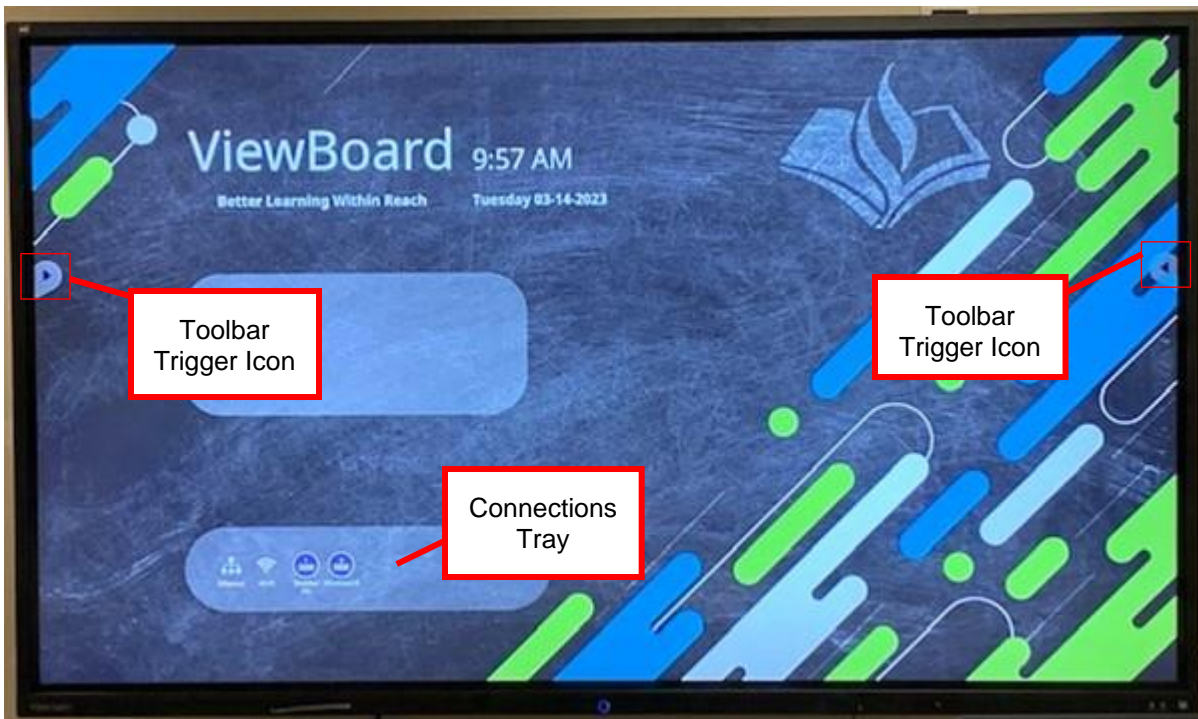 ViewBoard
9:57 AM
Better Learning Within Reach
Tuesday 03-14-2023
Toolbar
Trigger Icon
Toolbar
Trigger Icon
Connections
Tray